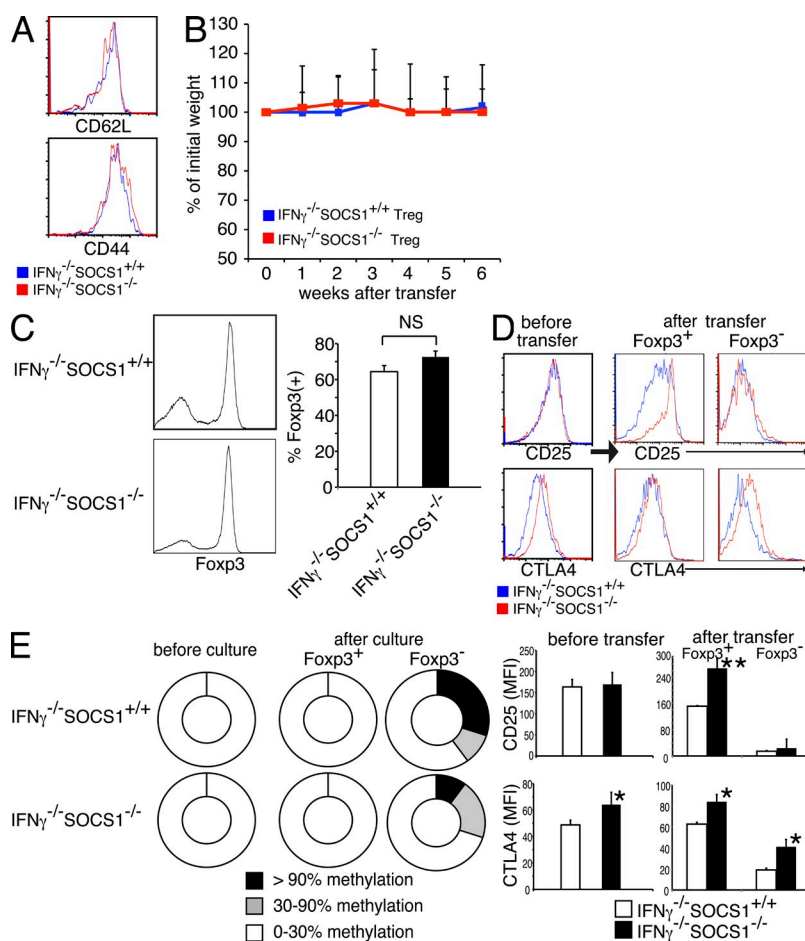 A
CD62L
CD44
IFNγ-/-SOCS1+/+
IFNγ-/-SOCS1-/-
B
% of initial weight
130
120
110
100
90
80
70
60
50
IFNγ-/-SOCS1+/+ Treg
IFNγ-/-SOCS1-/- Treg
0 1 2 3 4 5 6
weeks after transfer
C
IFNγ-/-SOCS1+/+
IFNγ-/-SOCS1-/-
Foxp3
NS
% Foxp3(+)
80
60
40
20
0
IFNγ-/-SOCS1+/+
IFNγ-/-SOCS1-/-
D
before transfer
after transfer
Foxp3+ Foxp3-
CD25 CD25
CTLA4 CTLA4
IFNγ-/-SOCS1+/+
IFNγ-/-SOCS1-/-
E
before culture
after culture
Foxp3+ Foxp3-
IFNγ-/-SOCS1+/+
IFNγ-/-SOCS1-/-
> 90% methylation
30-90% methylation
0-30% methylation
before transfer
after transfer
Foxp3+ Foxp3-
CD25 (MFI)
250
200
150
100
50
0
300
240
160
80
0
**
CTLA4 (MFI)
80
60
40
20
0
*
100
80
60
40
20
0
*
*
IFNγ-/-SOCS1+/+
IFNγ-/-SOCS1-/-